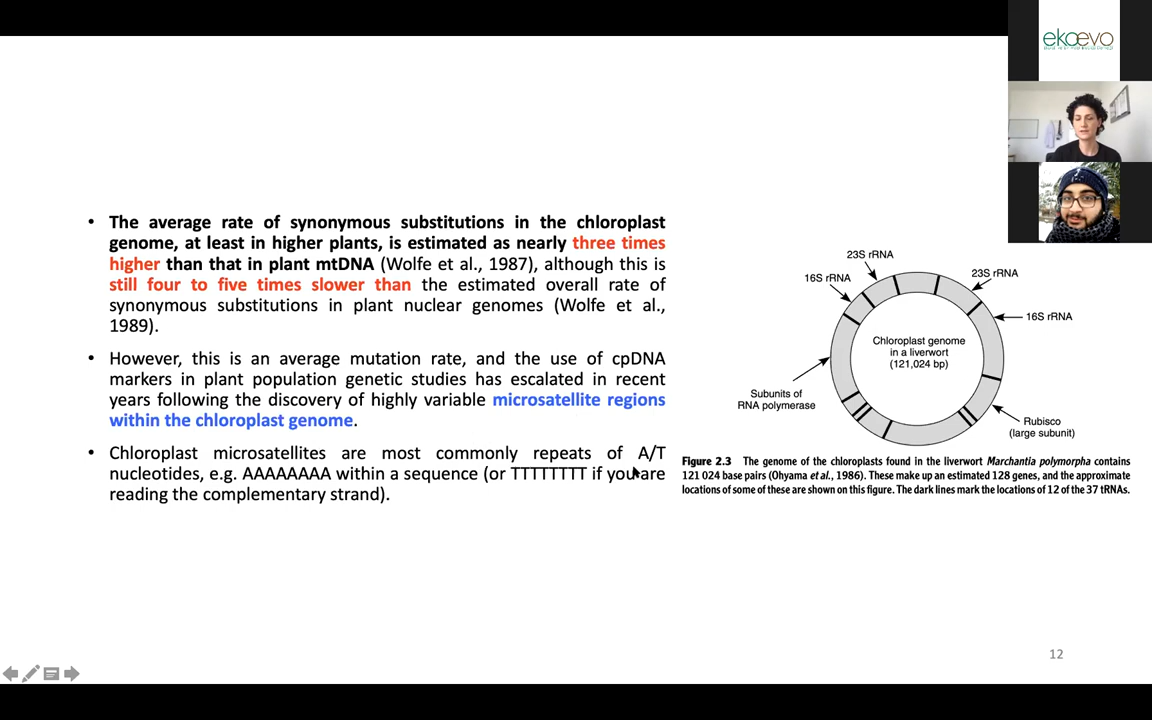 ekoevo
• The average rate of synonymous substitutions in the chloroplast
genome, at least in higher plants, is estimated as nearly three times
higher than that in plant mtDNA (Wolfe et al., 1987), although this is
still four to five times slower than the estimated overall rate of
synonymous substitutions in plant nuclear genomes (Wolfe et al.,
1989).
• However, this is an average mutation rate, and the use of cpDNA
markers in plant population genetic studies has escalated in recent
years following the discovery of highly variable microsatellite regions
within the chloroplast genome.
• Chloroplast microsatellites are most commonly repeats of A/T
nucleotides, e.g. AAAAAAAA within a sequence (or TTTTTTTT if you are
reading the complementary strand).
23S rRNA
16S rRNA
23S rRNA
16S rRNA
Chloroplast genome
in a liverwort
(121,024 bp)
Subunits of
RNA polymerase
Rubisco
(large subunit)
Figure 2.3 The genome of the chloroplasts found in the liverwort Marchantia polymorpha contains
121 024 base pairs (Ohyama et al., 1986). These make up an estimated 128 genes, and the approximate
locations of some of these are shown on this figure. The dark lines mark the locations of 12 of the 37 tRNAs.
12